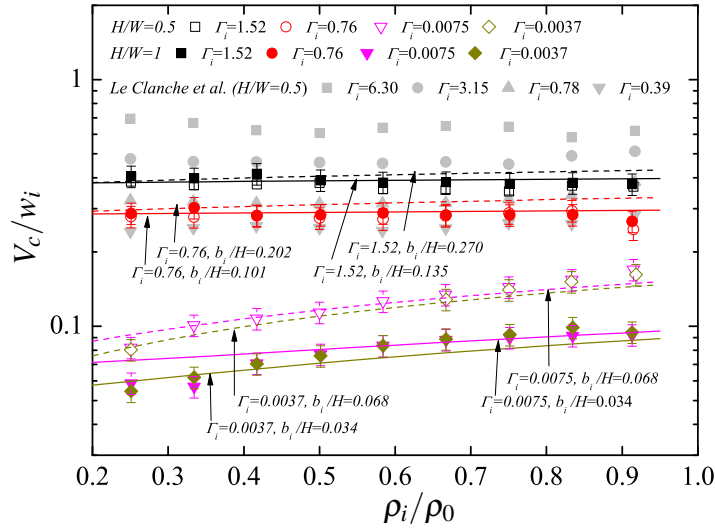 H/W=0.5 Γi=1.52 Γi=0.76 Γi=0.0075 Γi=0.0037
H/W=1 Γi=1.52 Γi=0.76 Γi=0.0075 Γi=0.0037
Le Clanche et al. (H/W=0.5) Γi=6.30 Γi=3.15 Γi=0.78 Γi=0.39
1
Vc/wi
Γi=0.76, bi/H=0.202
Γi=1.52, bi/H=0.270
Γi=0.76, bi/H=0.101
Γi=1.52, bi/H=0.135
0.1
Γi=0.0075, bi/H=0.068
Γi=0.0037, bi/H=0.068
Γi=0.0075, bi/H=0.034
Γi=0.0037, bi/H=0.034
0.2 0.3 0.4 0.5 0.6 0.7 0.8 0.9 1.0
ρi/ρ0